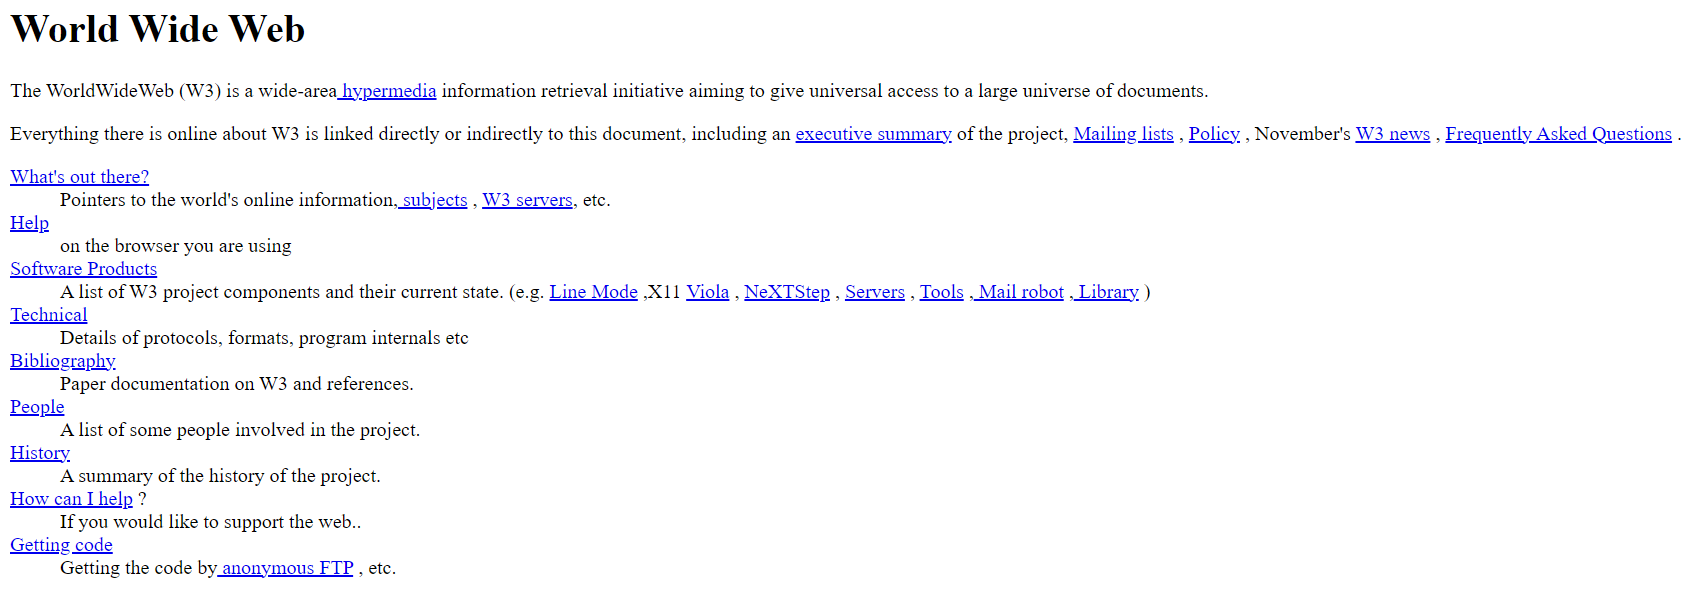 World Wide Web
The WorldWideWeb (W3) is a wide-area hypermedia information retrieval initiative aiming to give universal access to a large universe of documents.
Everything there is online about W3 is linked directly or indirectly to this document, including an executive summary of the project, Mailing lists , Policy , November's W3 news , Frequently Asked Questions .
What's out there?
Pointers to the world's online information, subjects , W3 servers, etc.
Help
on the browser you are using
Software Products
A list of W3 project components and their current state. (e.g. Line Mode ,X11 Viola , NeXTStep , Servers , Tools , Mail robot , Library )
Technical
Details of protocols, formats, program internals etc
Bibliography
Paper documentation on W3 and references.
People
A list of some people involved in the project.
History
A summary of the history of the project.
How can I help ?
If you would like to support the web..
Getting code
Getting the code by anonymous FTP , etc.